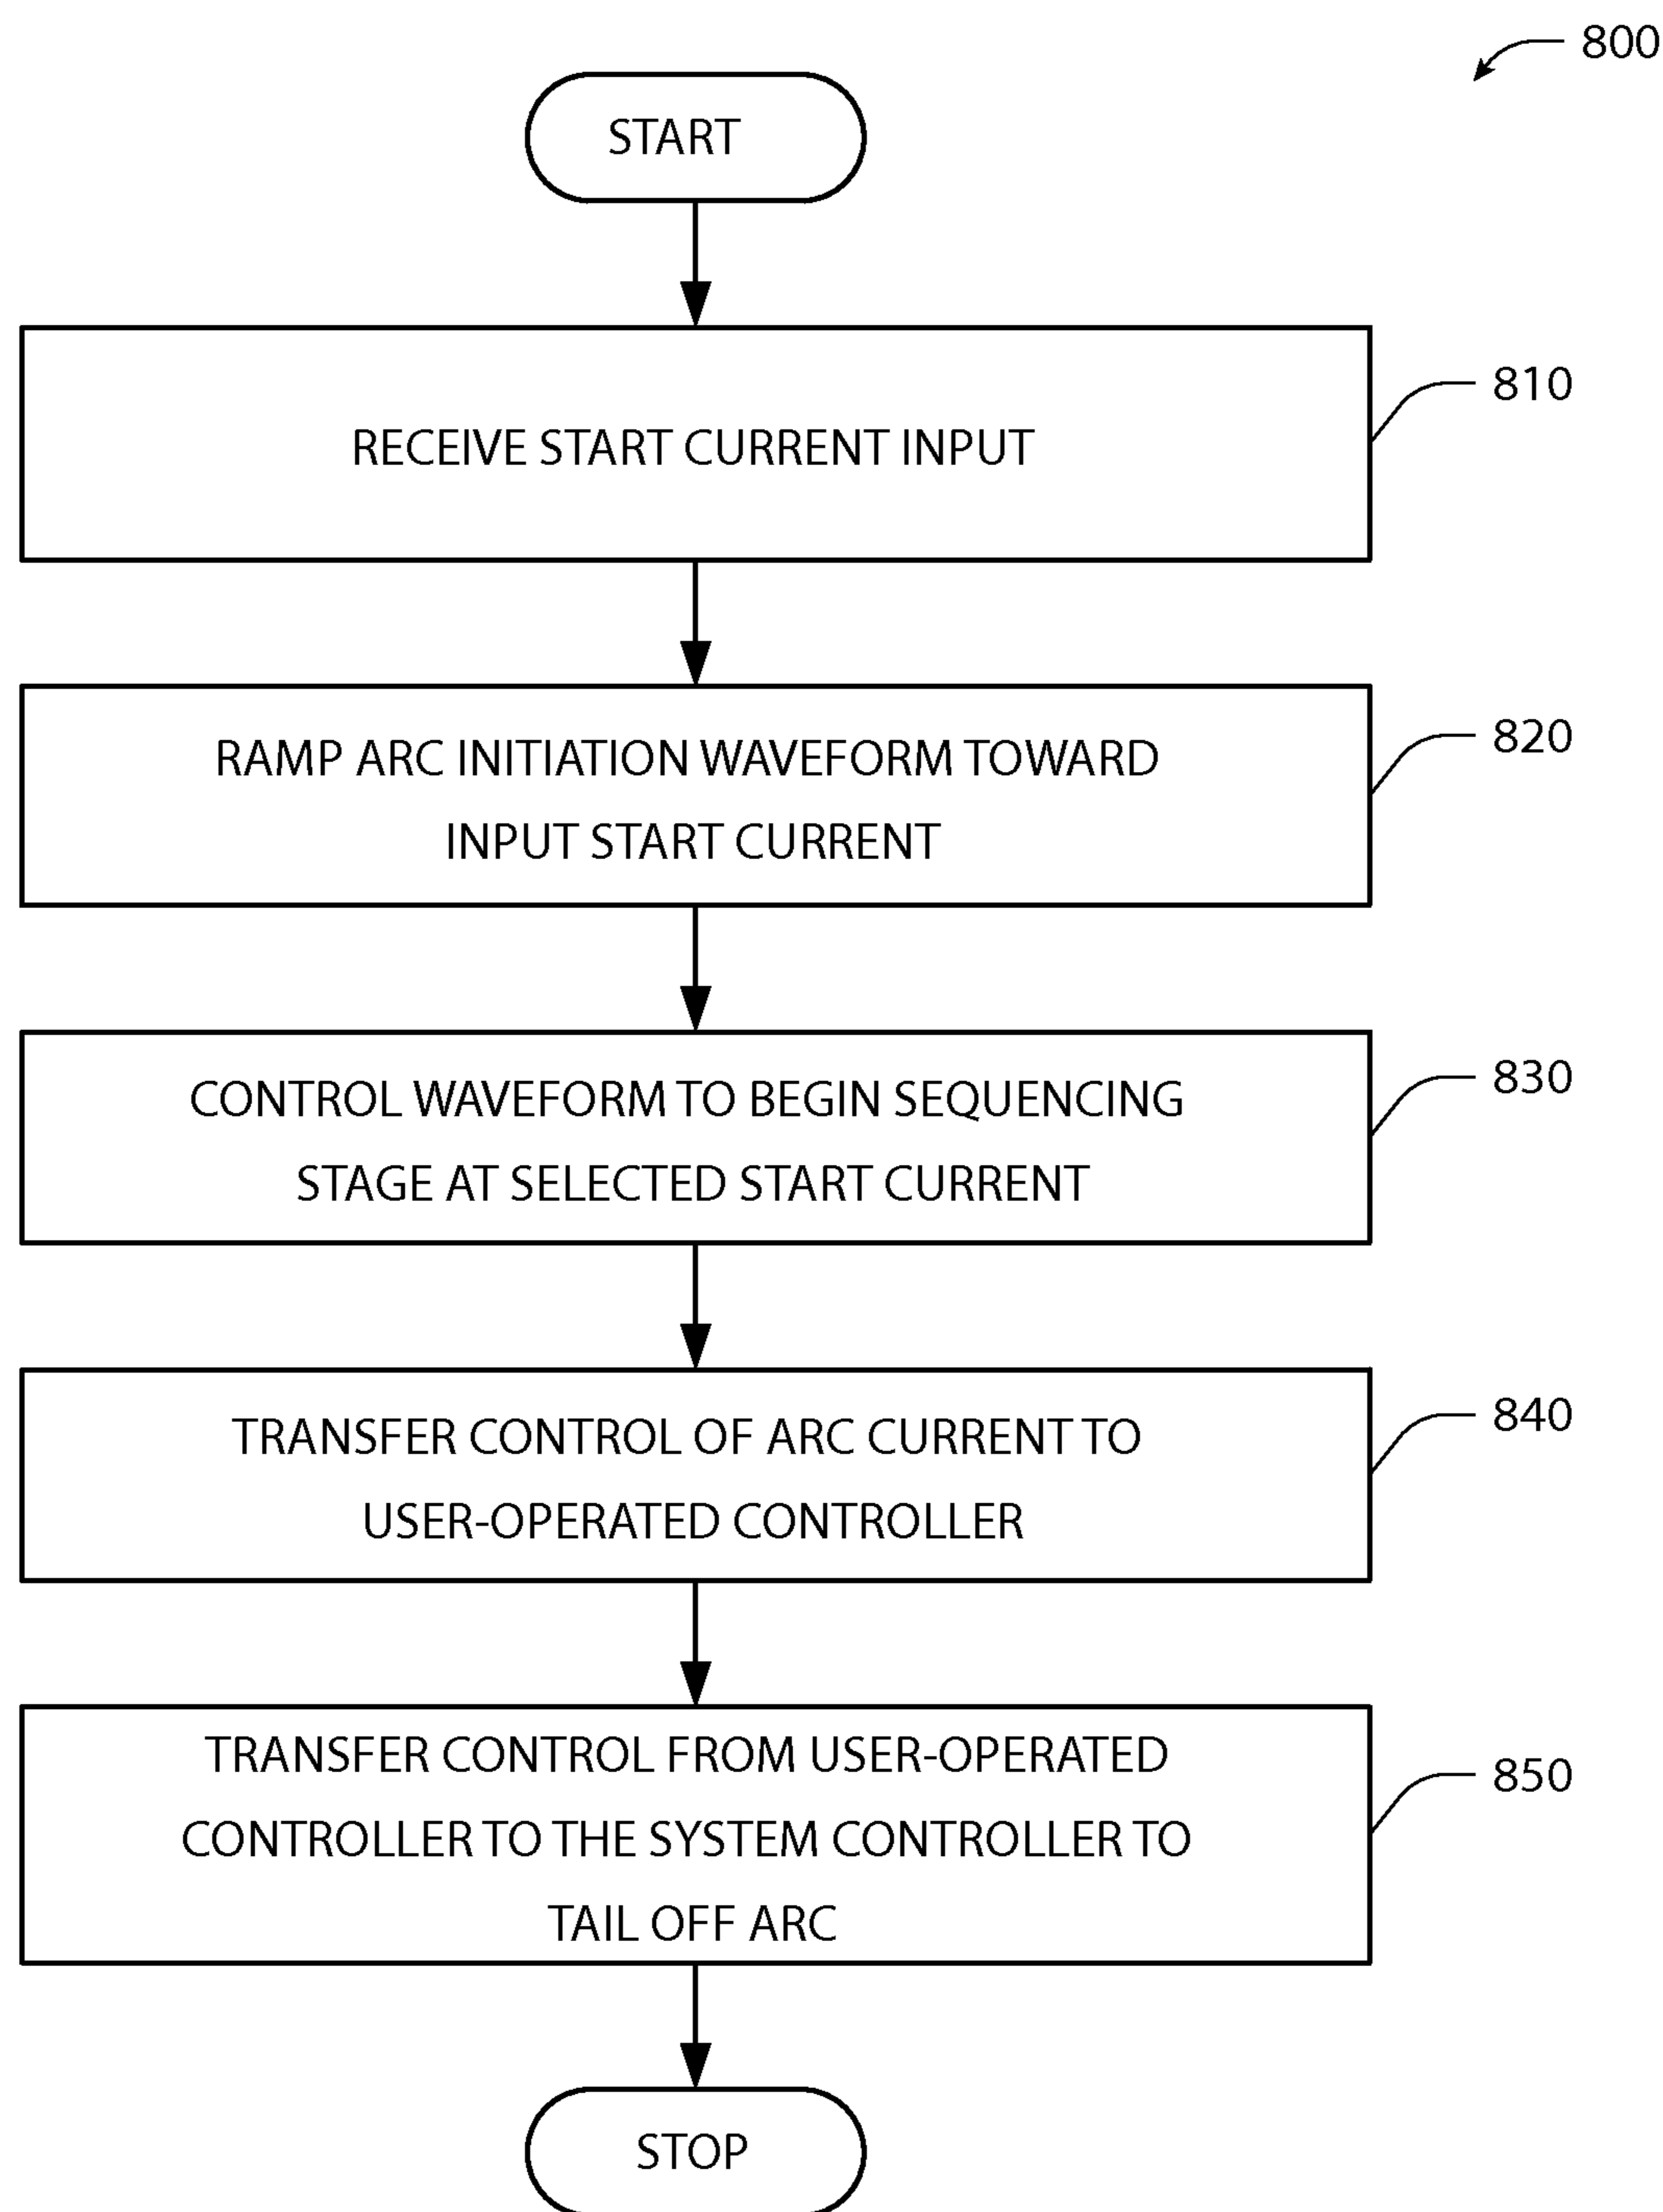 800
START
RECEIVE START CURRENT INPUT
810
RAMP ARC INITIATION WAVEFORM TOWARD
INPUT START CURRENT
820
CONTROL WAVEFORM TO BEGIN SEQUENCING
STAGE AT SELECTED START CURRENT
830
TRANSFER CONTROL OF ARC CURRENT TO
USER-OPERATED CONTROLLER
840
TRANSFER CONTROL FROM USER-OPERATED
CONTROLLER TO THE SYSTEM CONTROLLER TO
TAIL OFF ARC
850
STOP